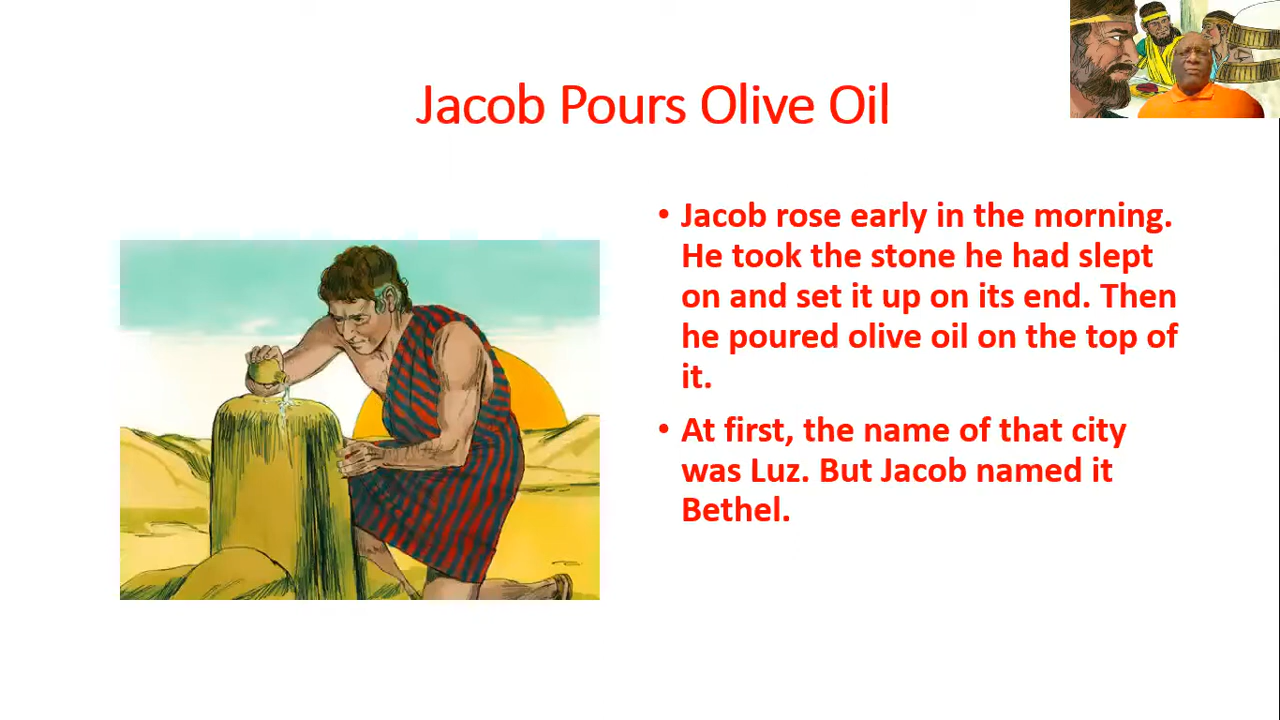 Jacob Pours Olive Oil
• Jacob rose early in the morning.
He took the stone he had slept
on and set it up on its end. Then
he poured olive oil on the top of
it.
• At first, the name of that city
was Luz. But Jacob named it
Bethel.